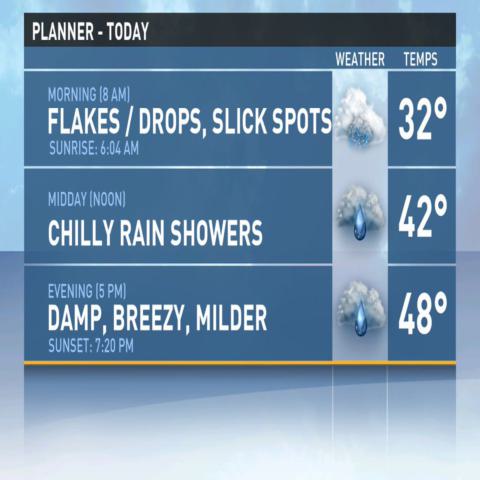 PLANNER - TODAY
WEATHER TEMPS
MORNING (8 AM)
FLAKES / DROPS, SLICK SPOTS 32°
SUNRISE: 6:04 AM
MIDDAY (NOON)
CHILLY RAIN SHOWERS 42°
EVENING (5 PM)
DAMP, BREEZY, MILDER 48°
SUNSET: 7:20 PM